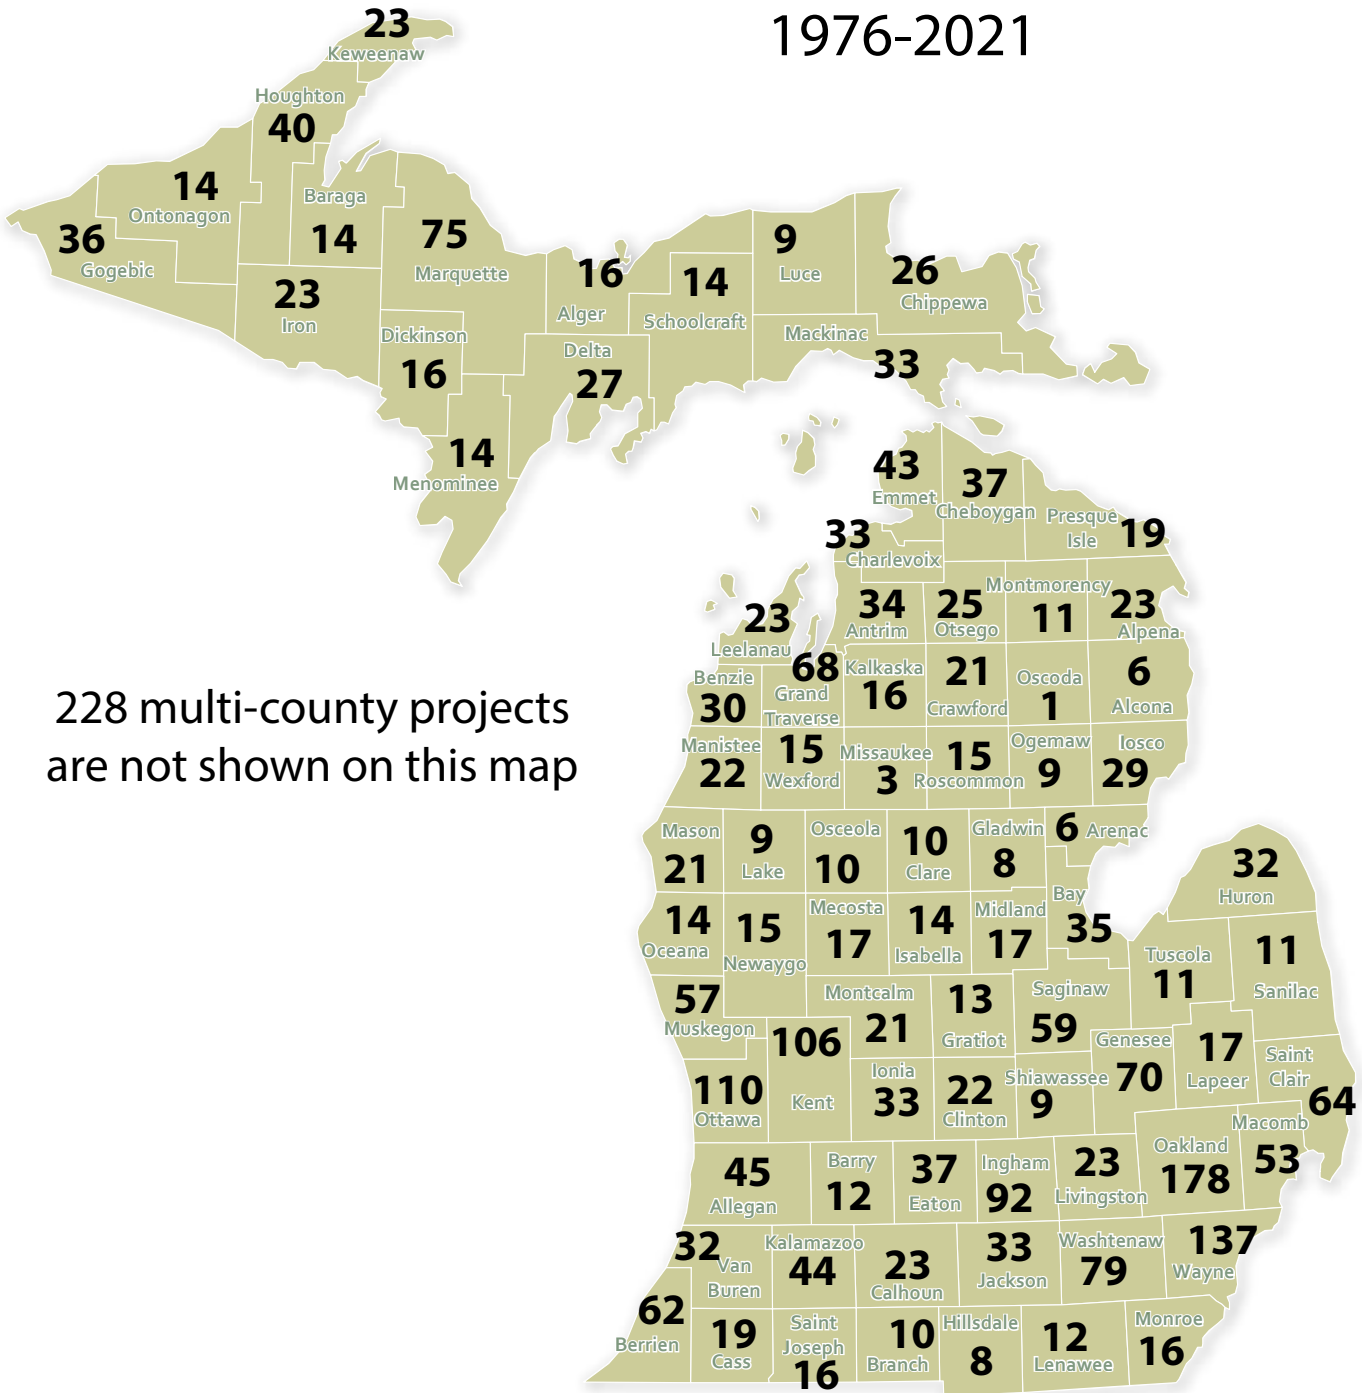 1976-2021
23
Keweenaw
Houghton
40
14
Ontonagon
Baraga
14
36
Gogebic
75
Marquette
23
Iron
16
Alger
14
Schoolcraft
9
Luce
26
Chippewa
Dickinson
16
Delta
27
Mackinac
33
14
Menominee
43
Emmet
37
Cheboygan
Presque
Isle
19
33
Charlevoix
23
Leelanau
34
Antrim
25
Otsego
Montmorency
11
23
Alpena
Benzie
30
68
Grand
Traverse
Kalkaska
16
21
Crawford
Oscoda
1
6
Alcona
228 multi-county projects
are not shown on this map
Manistee
22
15
Wexford
Missaukee
3
15
Roscommon
Ogemaw
9
Iosco
29
Mason
21
9
Lake
Osceola
10
10
Clare
Gladwin
8
6
Arenac
32
Huron
14
Oceana
15
Newaygo
Mecosta
17
14
Isabella
Midland
17
Bay
35
Tuscola
11
11
Sanilac
57
Muskegon
106
Kent
Montcalm
21
13
Gratiot
Saginaw
59
Genesee
70
17
Lapeer
Saint
Clair
64
110
Ottawa
Ionia
33
22
Clinton
Shiawassee
9
45
Allegan
Barry
12
37
Eaton
Ingham
92
23
Livingston
Oakland
178
Macomb
53
32
Van
Buren
Kalamazoo
44
23
Calhoun
33
Jackson
Washtenaw
79
137
Wayne
62
Berrien
19
Cass
Saint
Joseph
16
10
Branch
Hillsdale
8
12
Lenawee
Monroe
16